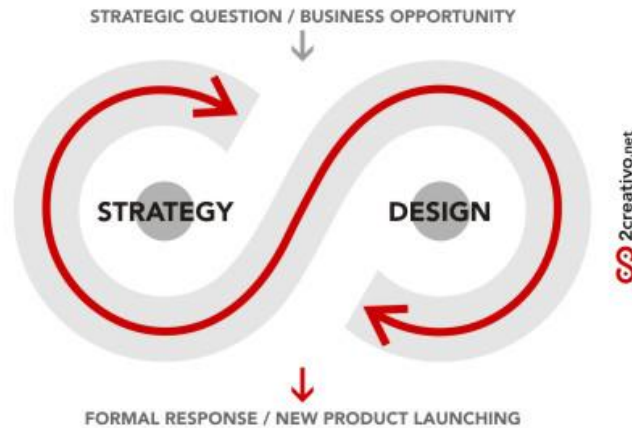 STRATEGIC QUESTION / BUSINESS OPPORTUNITY
STRATEGY
DESIGN
2creativo.net
FORMAL RESPONSE / NEW PRODUCT LAUNCHING